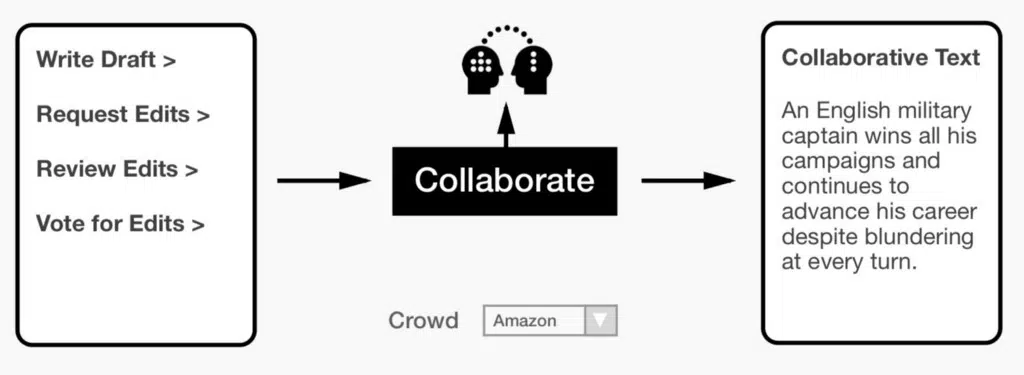 Write Draft >
Request Edits >
Review Edits >
Vote for Edits >
Collaborate
Crowd
Amazon
Collaborative Text
An English military
captain wins all his
campaigns and
continues to
advance his career
despite blundering
at every turn.